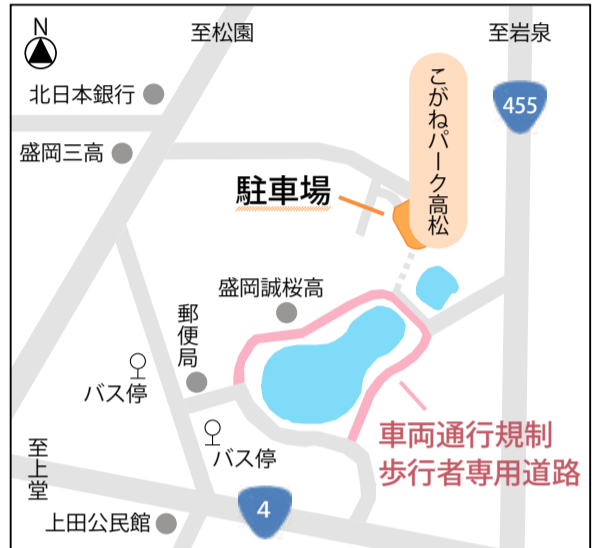 N
至松園
至岩泉
北日本銀行
455
こがねパーク高松
盛岡三高
駐車場
盛岡誠桜高
郵便局
バス停
バス停
車両通行規制
歩行者専用道路
至上堂
4
上田公民館